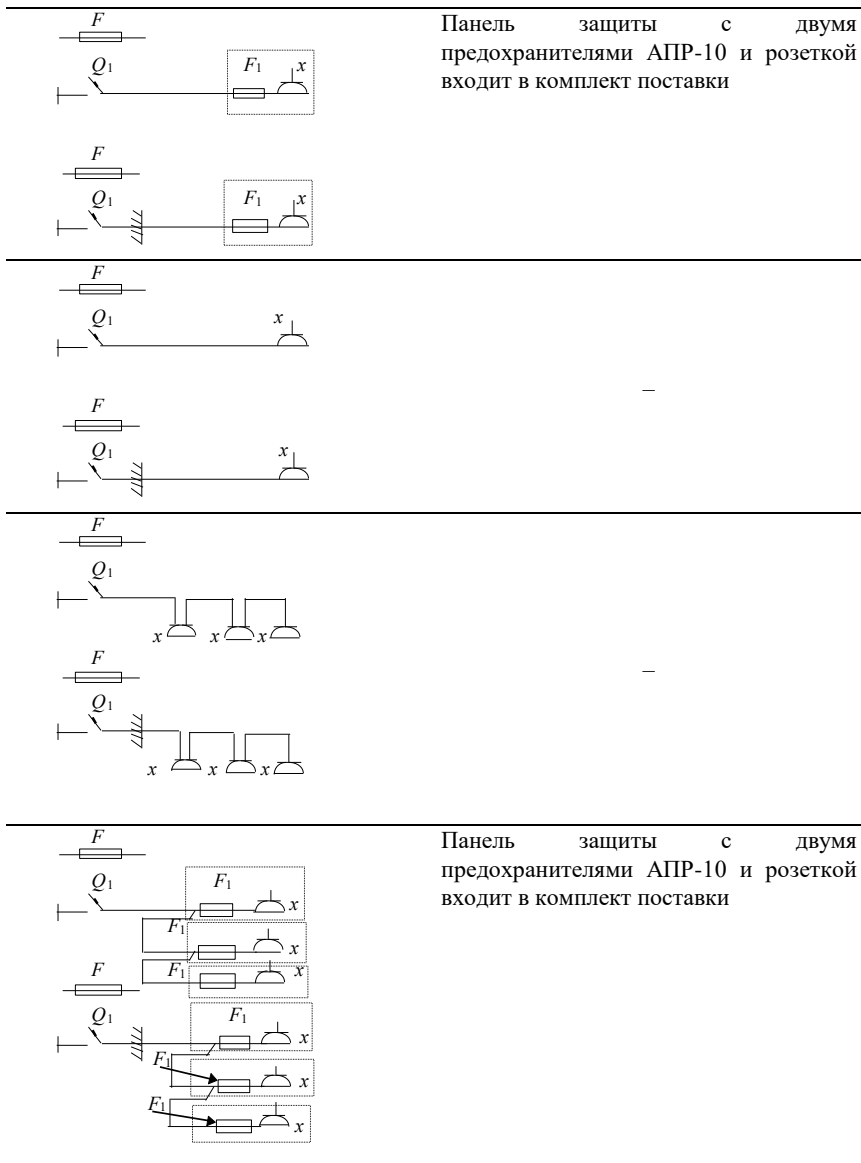 F
Панель защиты с двумя
предохранителями АПР-10 и розеткой
входит в комплект поставки
Q1 F1 x
F
Q1 F1 x
F
Q1 x
–
F
Q1 x
F
Q1
x x x
F
–
Q1
x x x
F
Панель защиты с двумя
предохранителями АПР-10 и розеткой
входит в комплект поставки
Q1 F1
x
F1
x
F F1 x
Q1 F1
x
F1
x
F1
x